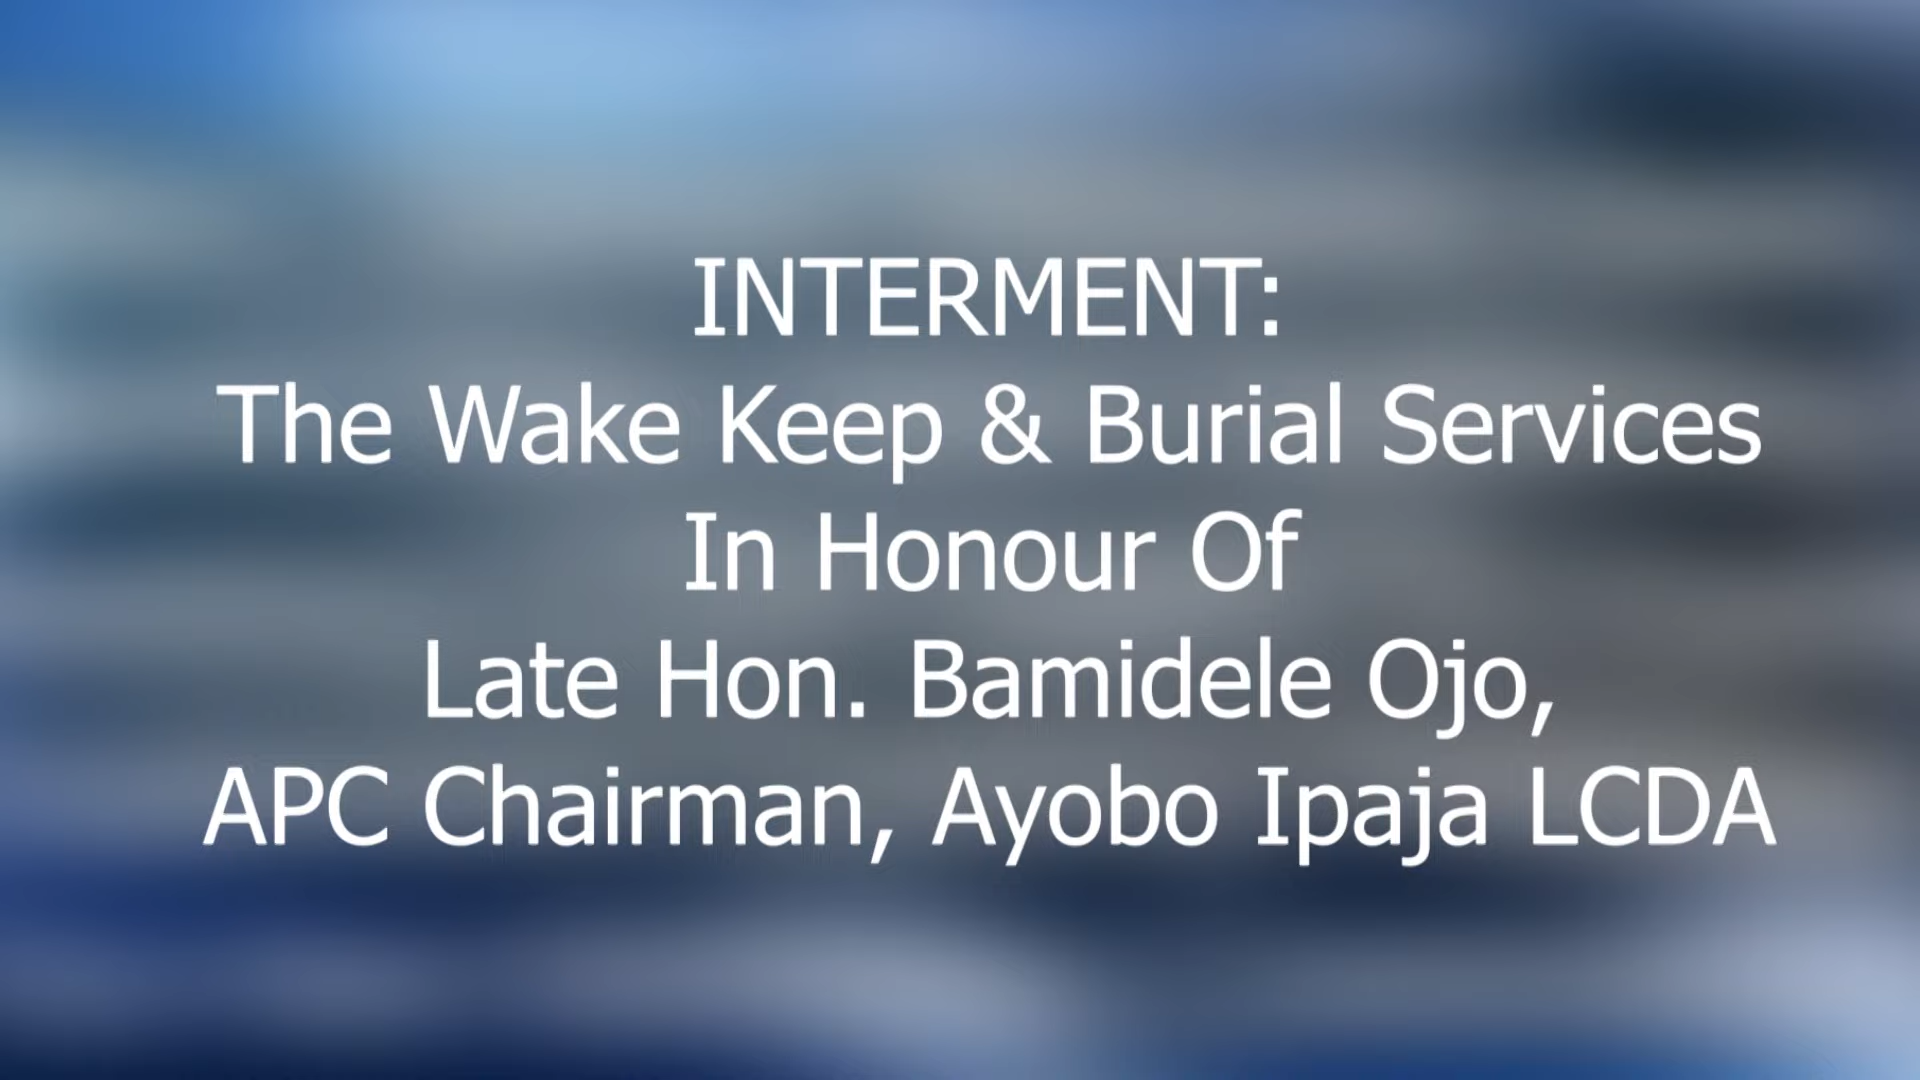 INTERMENT:
The Wake Keep & Burial Services
In Honour Of
Late Hon. Bamidele Ojo,
APC Chairman, Ayobo Ipaja LCDA